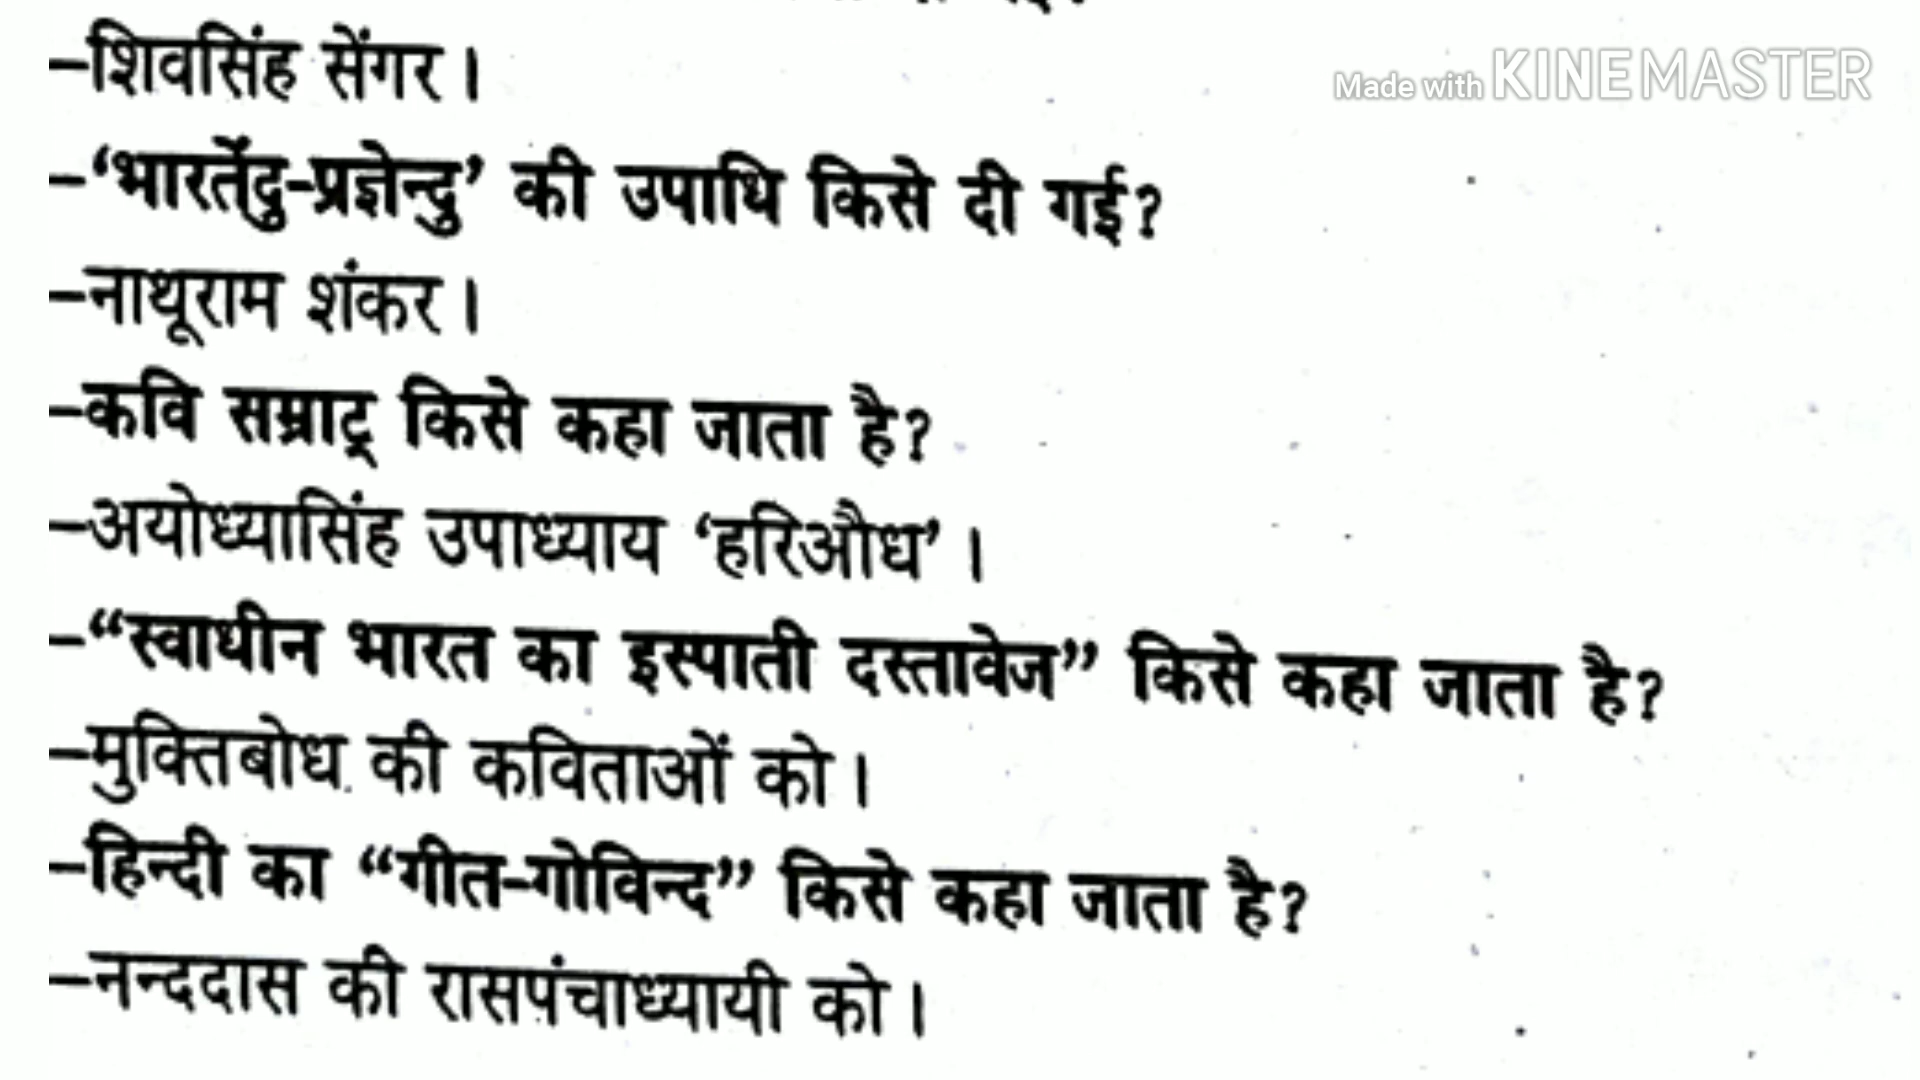 –शिवसिंह सेंगर।
Made with KINEMASTER
–‘भारतेंदु-प्रज्ञेन्दु’ की उपाधि किसे दी गई?
–नाथूराम शंकर।
–कवि सम्राट् किसे कहा जाता है?
–अयोध्यासिंह उपाध्याय ‘हरिऔध’।
–“स्वाधीन भारत का इस्पाती दस्तावेज” किसे कहा जाता है?
–मुक्तिबोध की कविताओं को।
–हिन्दी का “गीत-गोविन्द” किसे कहा जाता है?
–नन्ददास की रासपंचाध्यायी को।